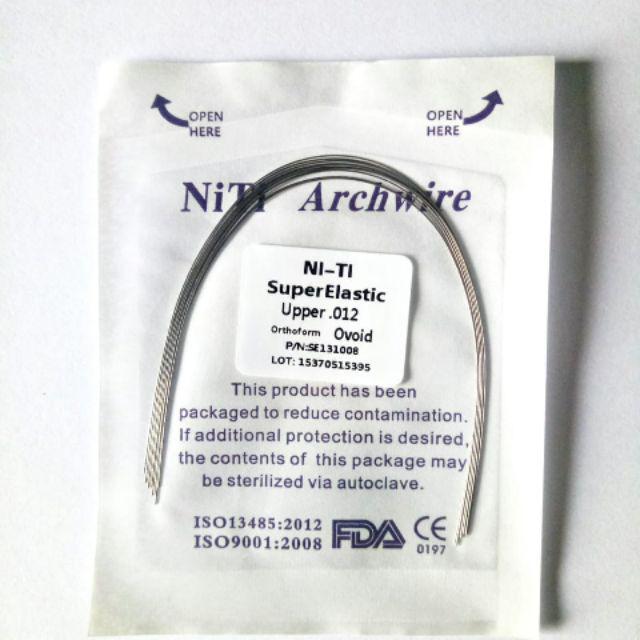 OPEN
HERE
OPEN
HERE
NiTi Archwire
NI-TI
SuperElastic
Upper .012
Orthoform Ovoid
P/N:SE131008
LOT: 15370515395
This product has been
packaged to reduce contamination.
If additional protection is desired,
the contents of this package may
be sterilized via autoclave.
ISO13485:2012
ISO9001:2008
FDA
CE
0197